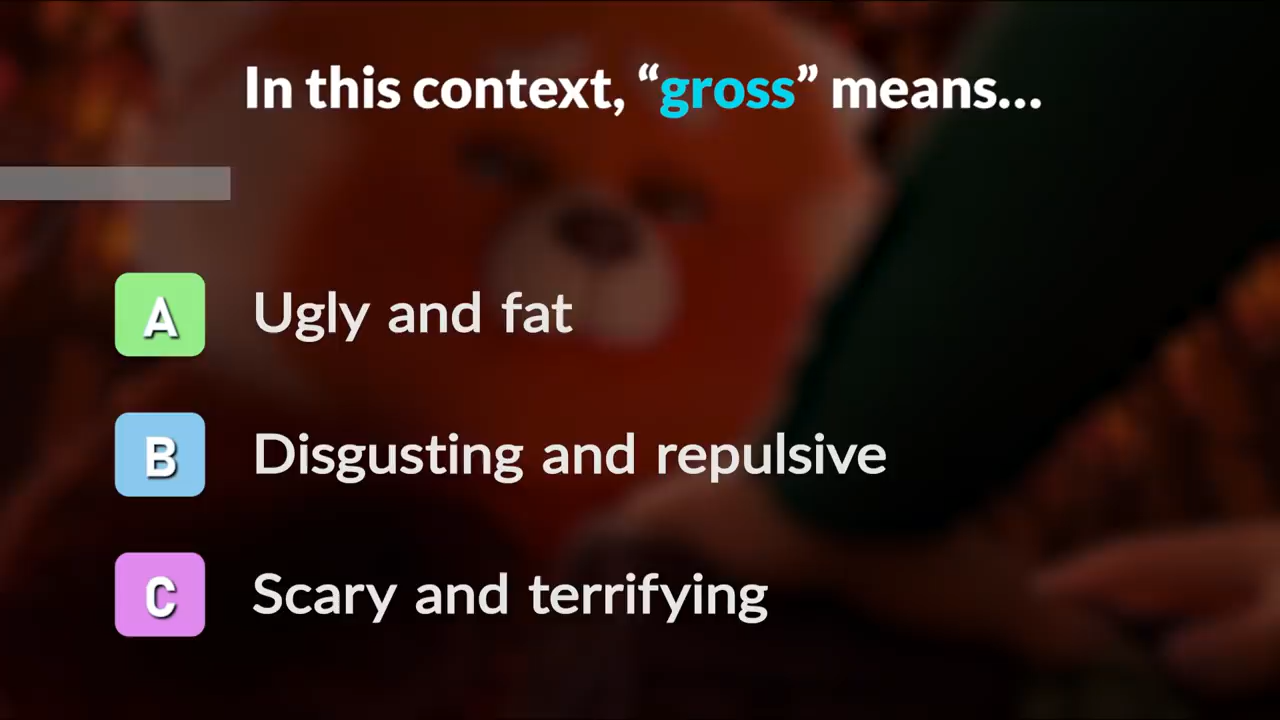 In this context, “gross” means...
A Ugly and fat
B Disgusting and repulsive
C Scary and terrifying